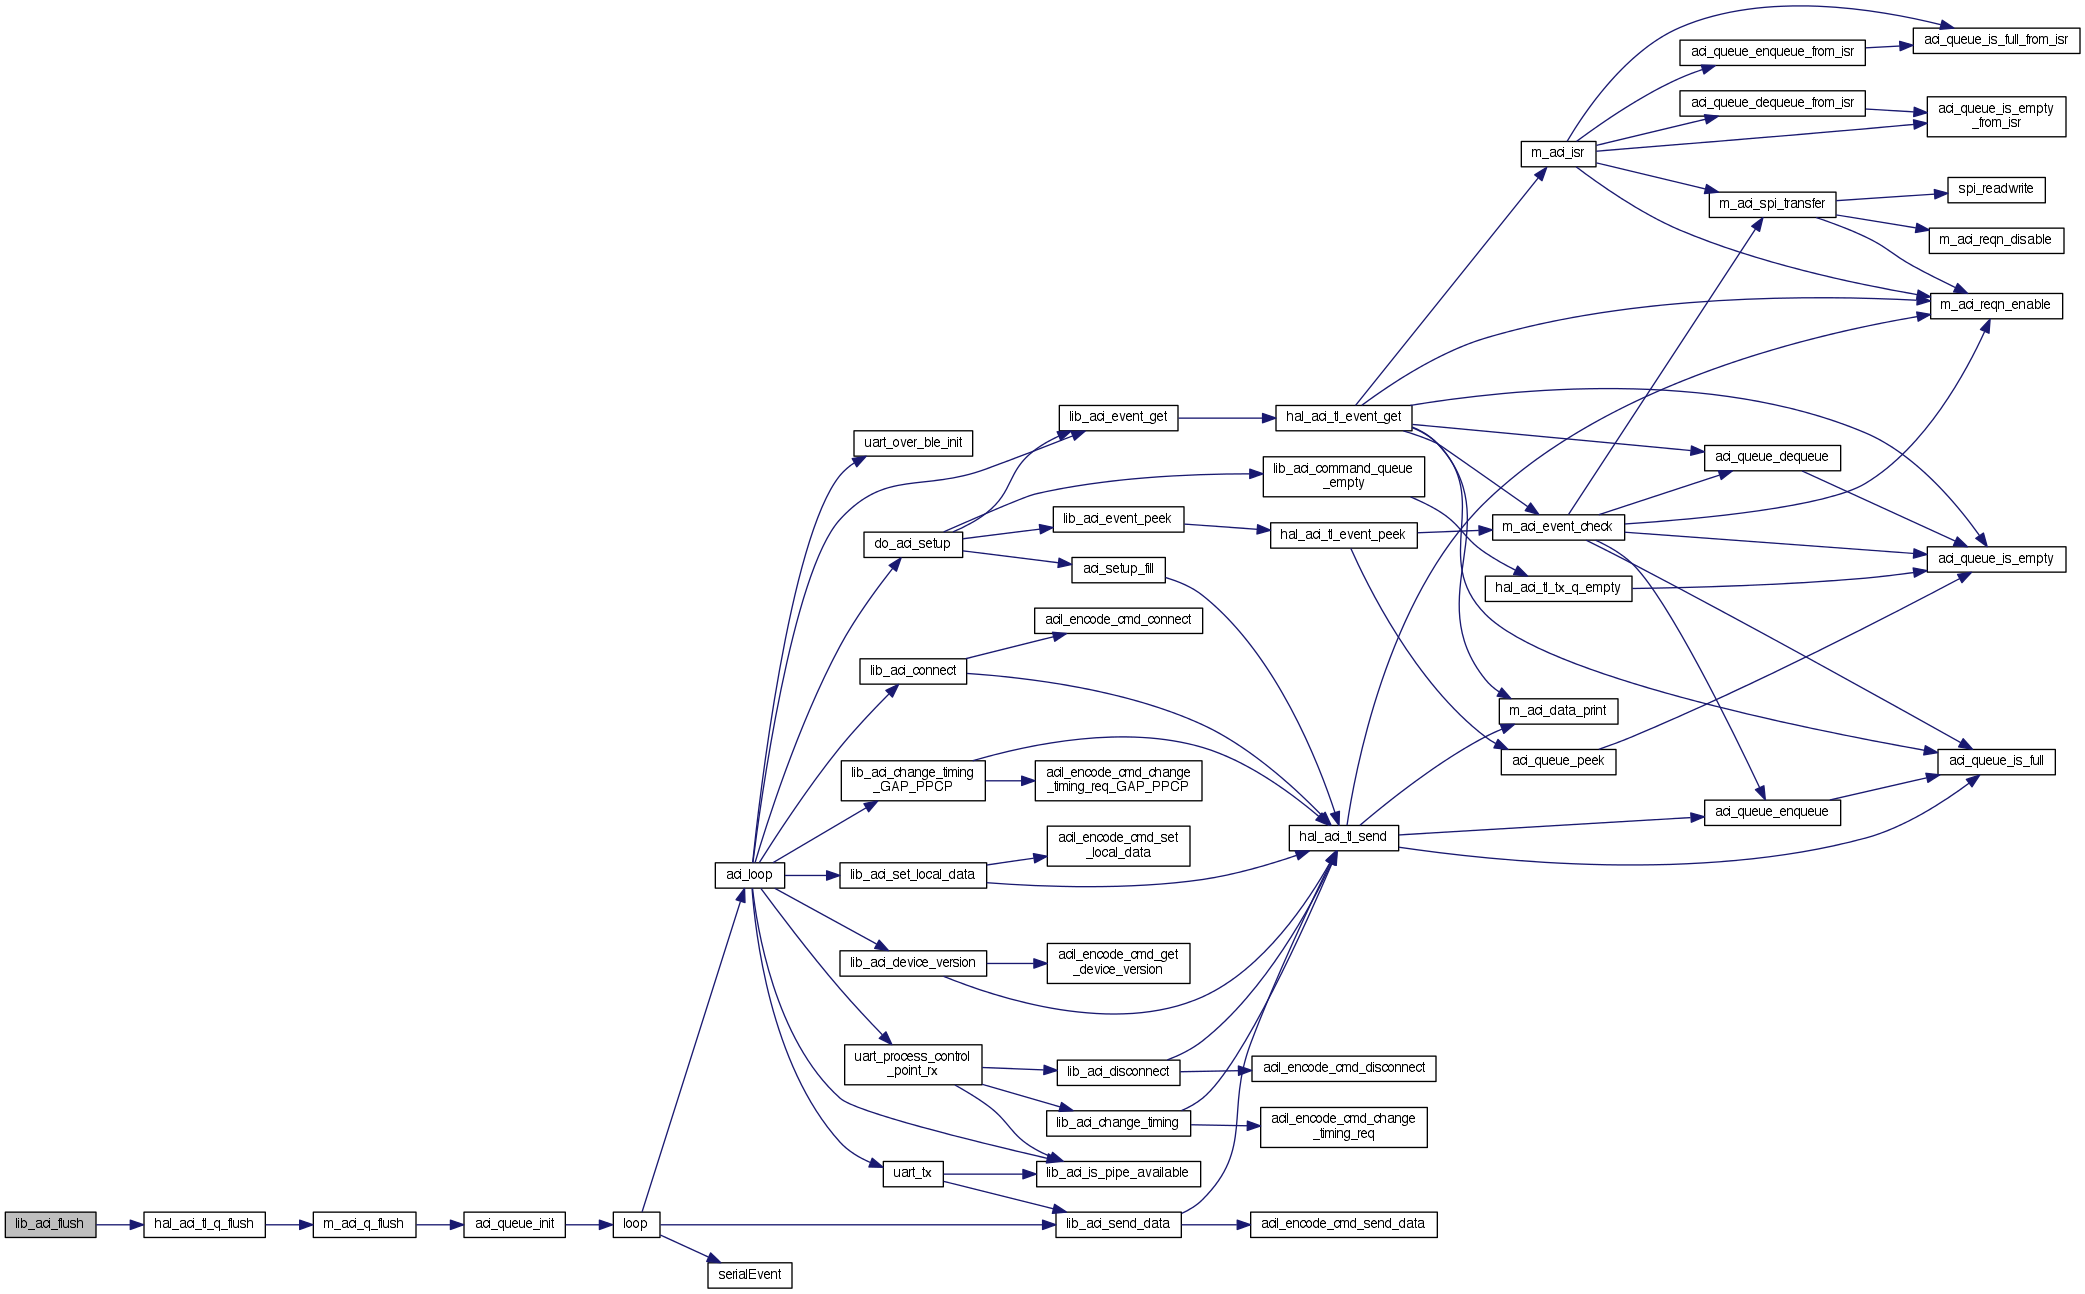 aci_queue_is_full_from_isr
aci_queue_enqueue_from_isr
aci_queue_dequeue_from_isr
aci_queue_is_empty
_from_isr
m_aci_isr
spi_readwrite
m_aci_spi_transfer
m_aci_reqn_disable
m_aci_reqn_enable
lib_aci_event_get
hal_aci_tl_event_get
uart_over_ble_init
aci_queue_dequeue
lib_aci_command_queue
_empty
lib_aci_event_peek
m_aci_event_check
hal_aci_tl_event_peek
do_aci_setup
aci_queue_is_empty
aci_setup_fill
hal_aci_tl_tx_q_empty
acil_encode_cmd_connect
lib_aci_connect
m_aci_data_print
aci_queue_peek
aci_queue_is_full
lib_aci_change_timing
_GAP_PPCP
acil_encode_cmd_change
_timing_req_GAP_PPCP
aci_queue_enqueue
hal_aci_tl_send
acil_encode_cmd_set
_local_data
aci_loop
lib_aci_set_local_data
lib_aci_device_version
acil_encode_cmd_get
_device_version
uart_process_control
_point_rx
lib_aci_disconnect
acil_encode_cmd_disconnect
lib_aci_change_timing
acil_encode_cmd_change
_timing_req
uart_tx
lib_aci_is_pipe_available
lib_aci_flush
hal_aci_tl_q_flush
m_aci_q_flush
aci_queue_init
loop
lib_aci_send_data
acil_encode_cmd_send_data
serialEvent